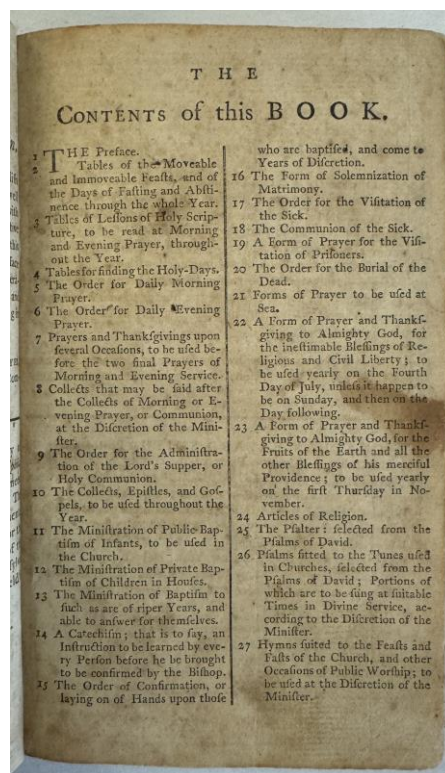 THE
CONTENTS of this BOOK.
1 THE Preface.
2 Tables of the Moveable
and Immoveable Feaſts, and of
the Days of Faſting and Abſti-
nence through the whole Year.
3 Tables of Leſſons of Holy Scrip-
ture, to be read at Morning
and Evening Prayer, through-
out the Year.
4 Tables for finding the Holy-Days.
5 The Order for Daily Morning
Prayer.
6 The Order for Daily Evening
Prayer.
7 Prayers and Thankſgivings upon
ſeveral Occaſions, to be uſed be-
fore the two final Prayers of
Morning and Evening Service.
8 Collects that may be ſaid after
the Collects of Morning or E-
vening Prayer, or Communion,
at the Diſcretion of the Mini-
ſter.
9 The Order for the Adminiſtra-
tion of the Lord's Supper, or
Holy Communion.
10 The Collects, Epiſtles, and Goſ-
pels, to be uſed throughout the
Year.
11 The Miniſtration of Public Bap-
tiſm of Infants, to be uſed in
the Church.
12 The Miniſtration of Private Bap-
tiſm of Children in Houſes.
13 The Miniſtration of Baptiſm to
ſuch as are of riper Years, and
able to anſwer for themſelves.
14 A Catechiſm; that is to ſay, an
Inſtruction to be learned by eve-
ry Perſon before he be brought
to be confirmed by the Biſhop.
15 The Order of Confirmation, or
laying on of Hands upon thoſe
who are baptiſed, and come to
Years of Diſcretion.
16 The Form of Solemnization of
Matrimony.
17 The Order for the Viſitation of
the Sick.
18 The Communion of the Sick.
19 A Form of Prayer for the Viſi-
tation of Priſoners.
20 The Order for the Burial of the
Dead.
21 Forms of Prayer to be uſed at
Sea.
22 A Form of Prayer and Thankſ-
giving to Almighty God, for
the ineſtimable Bleſſings of Re-
ligious and Civil Liberty; to
be uſed yearly on the Fourth
Day of July, unleſs it happen to
be on Sunday, and then on the
Day following.
23 A Form of Prayer and Thankſ-
giving to Almighty God, for the
Fruits of the Earth and all the
other Bleſſings of his merciful
Providence; to be uſed yearly
on the firſt Thurſday in No-
vember.
24 Articles of Religion.
25 The Pſalter: ſelected from the
Pſalms of David.
26 Pſalms fitted to the Tunes uſed
in Churches, ſelected from the
Pſalms of David; Portions of
which are to be ſung at ſuitable
Times in Divine Service, ac-
cording to the Diſcretion of the
Miniſter.
27 Hymns ſuited to the Feaſts and
Faſts of the Church, and other
Occaſions of Public Worſhip; to
be uſed at the Diſcretion of the
Miniſter.